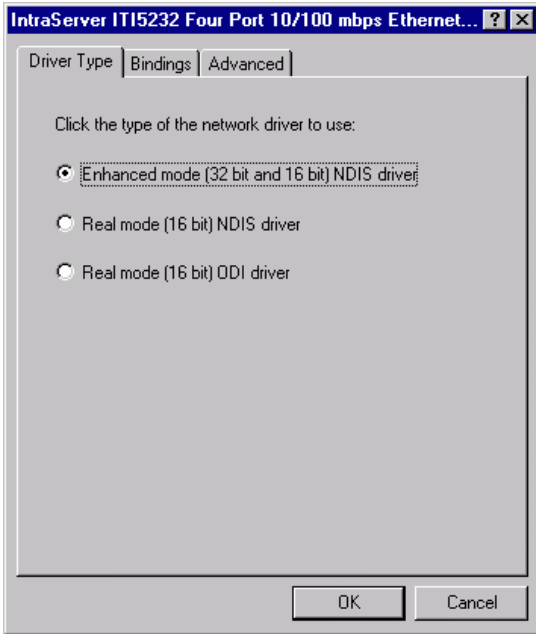 IntraServer ITI5232 Four Port 10/100 mbps Ethernet... ? ×
Driver Type Bindings Advanced
Click the type of the network driver to use:
Enhanced mode (32 bit and 16 bit) NDIS driver
Real mode (16 bit) NDIS driver
Real mode (16 bit) ODI driver
OK Cancel